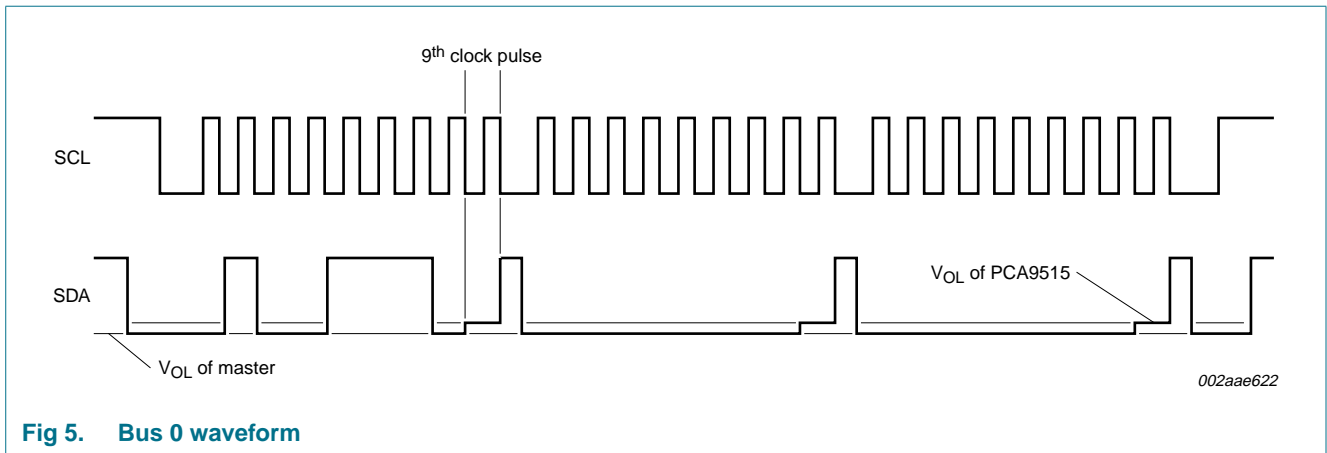 9th clock pulse
SCL
VOL of PCA9515
SDA
VOL of master
002aae622
Fig 5. Bus 0 waveform